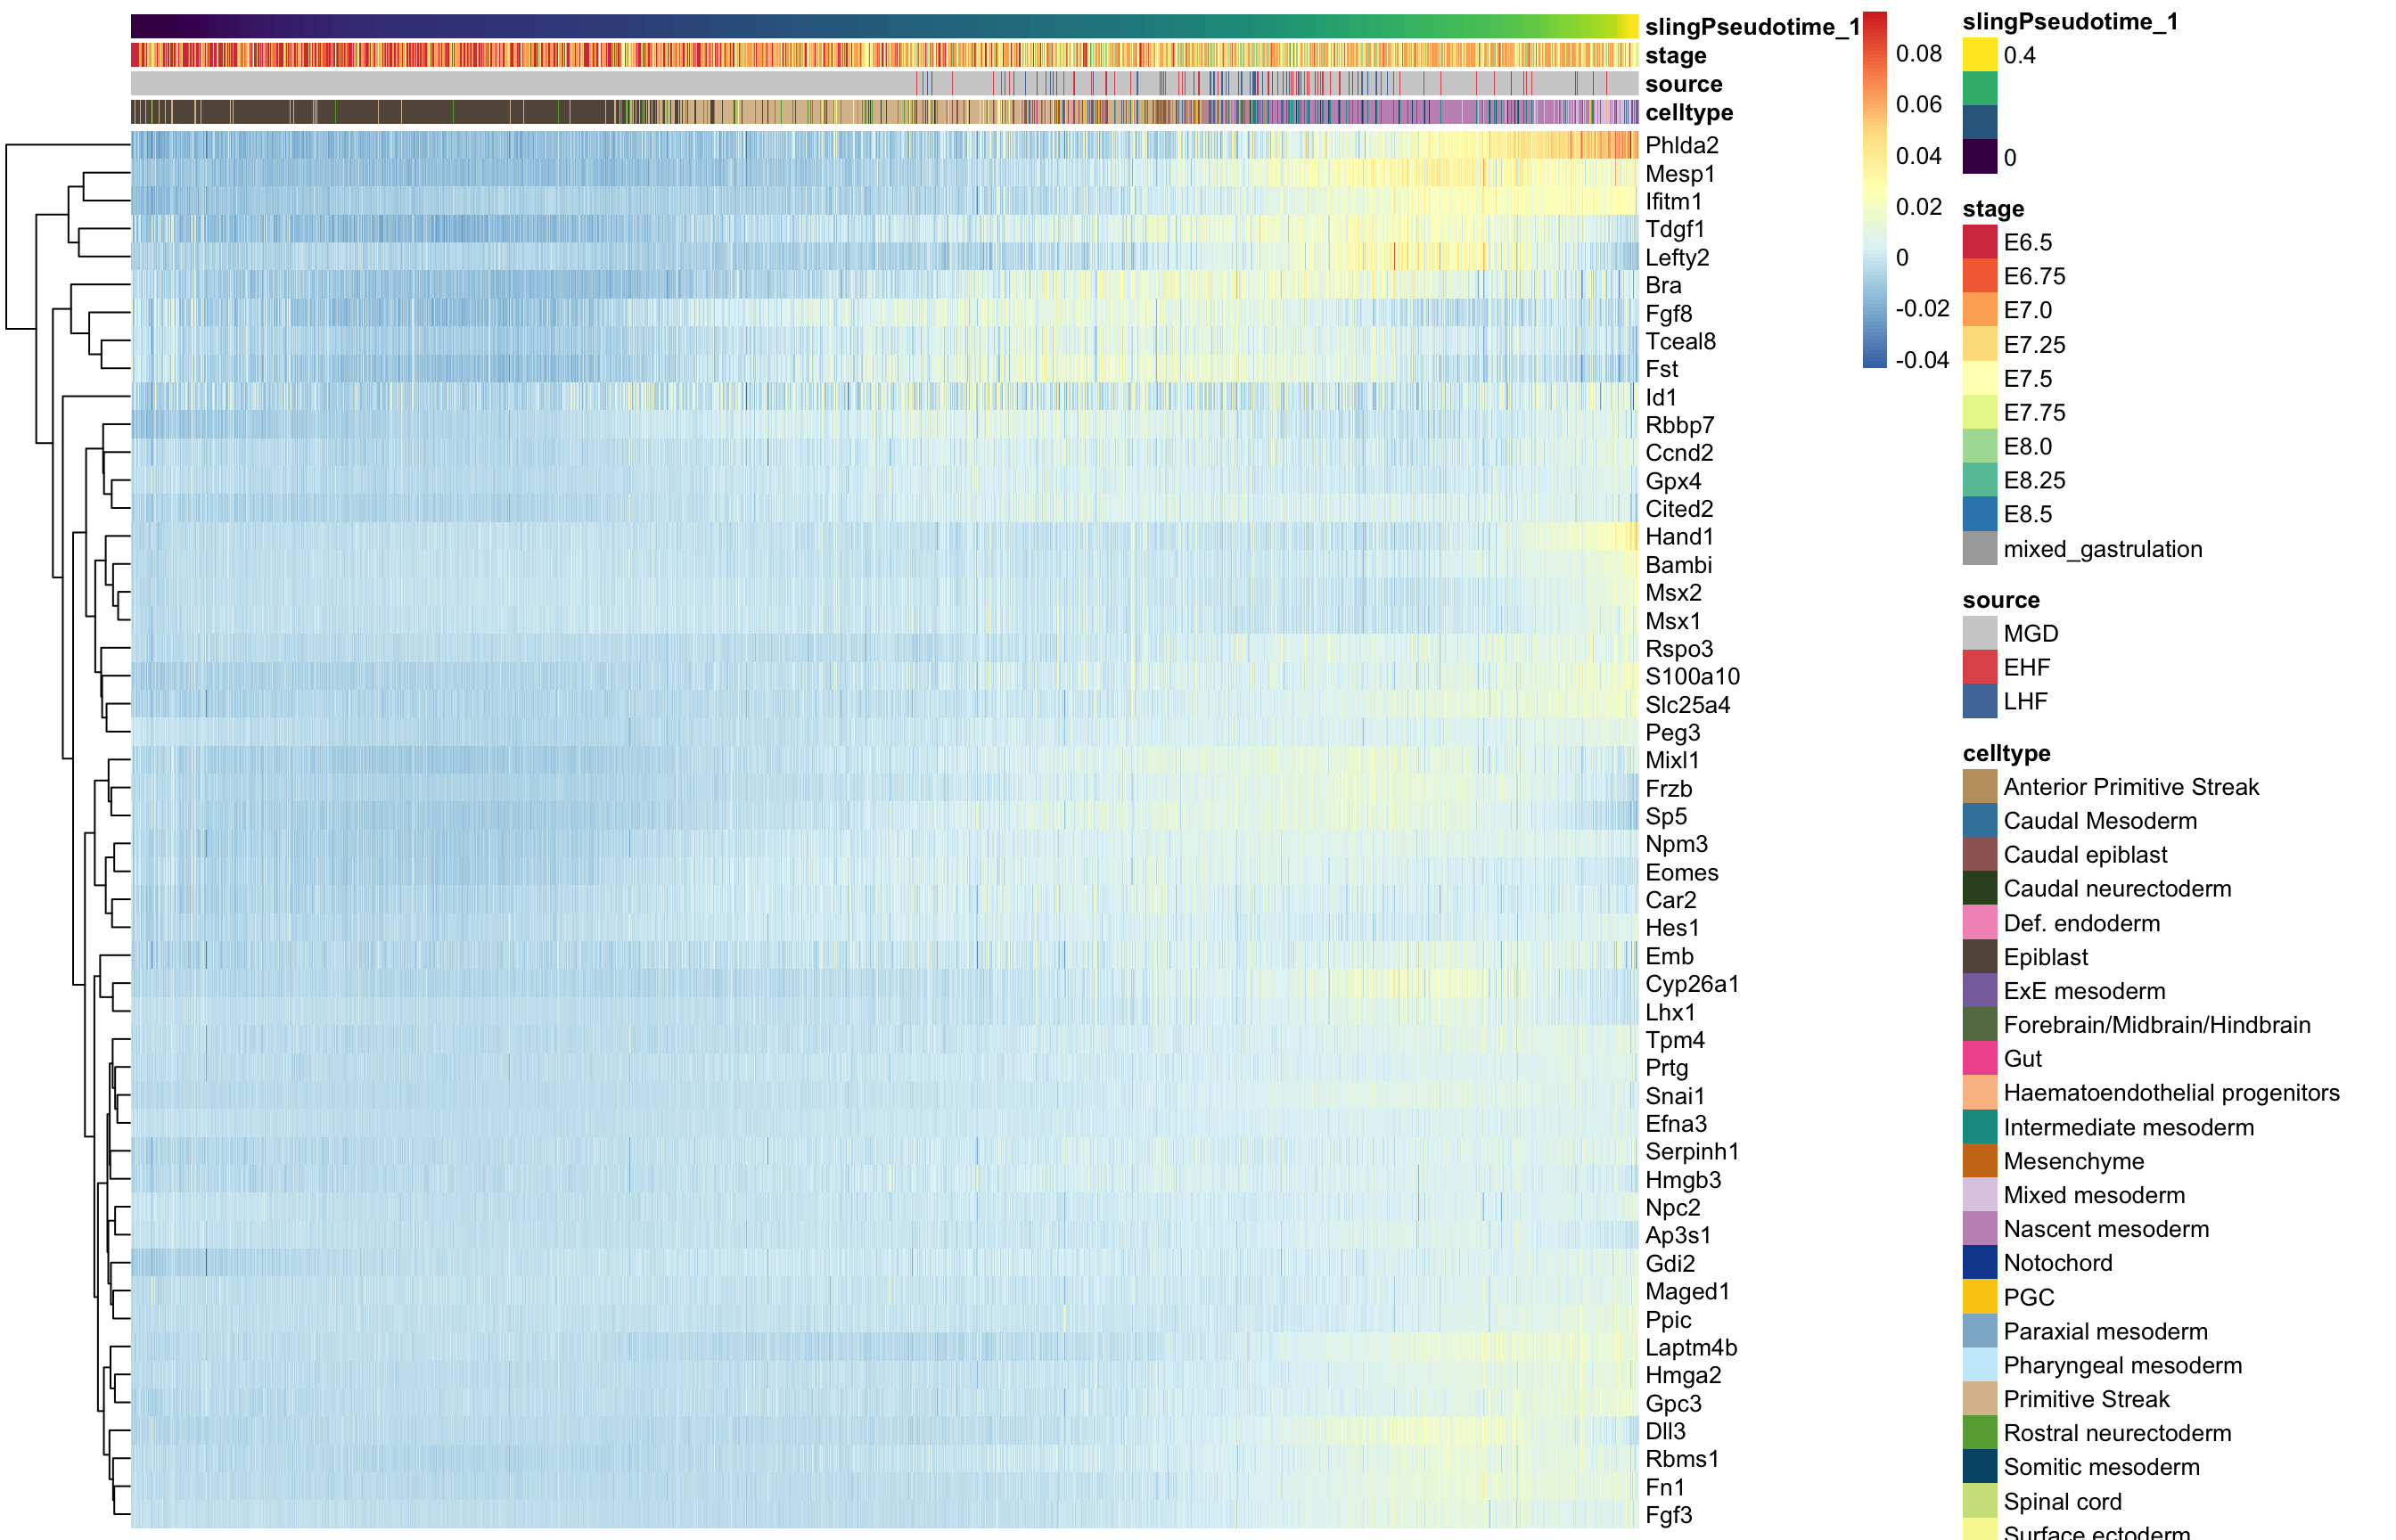 slingPseudotime_1
stage
source
celltype
Phlda2
Mesp1
Ifitm1
Tdgf1
Lefty2
Bra
Fgf8
Tceal8
Fst
Id1
Rbbp7
Ccnd2
Gpx4
Cited2
Hand1
Bambi
Msx2
Msx1
Rspo3
S100a10
Slc25a4
Peg3
Mixl1
Frzb
Sp5
Npm3
Eomes
Car2
Hes1
Emb
Cyp26a1
Lhx1
Tpm4
Prtg
Snai1
Efna3
Serpinh1
Hmgb3
Npc2
Ap3s1
Gdi2
Maged1
Ppic
Laptm4b
Hmga2
Gpc3
Dll3
Rbms1
Fn1
Fgf3
0.08
0.06
0.04
0.02
0
-0.02
-0.04
slingPseudotime_1
0.4
0
stage
E6.5
E6.75
E7.0
E7.25
E7.5
E7.75
E8.0
E8.25
E8.5
mixed_gastrulation
source
MGD
EHF
LHF
celltype
Anterior Primitive Streak
Caudal Mesoderm
Caudal epiblast
Caudal neurectoderm
Def. endoderm
Epiblast
ExE mesoderm
Forebrain/Midbrain/Hindbrain
Gut
Haematoendothelial progenitors
Intermediate mesoderm
Mesenchyme
Mixed mesoderm
Nascent mesoderm
Notochord
PGC
Paraxial mesoderm
Pharyngeal mesoderm
Primitive Streak
Rostral neurectoderm
Somitic mesoderm
Spinal cord
Surface ectoderm